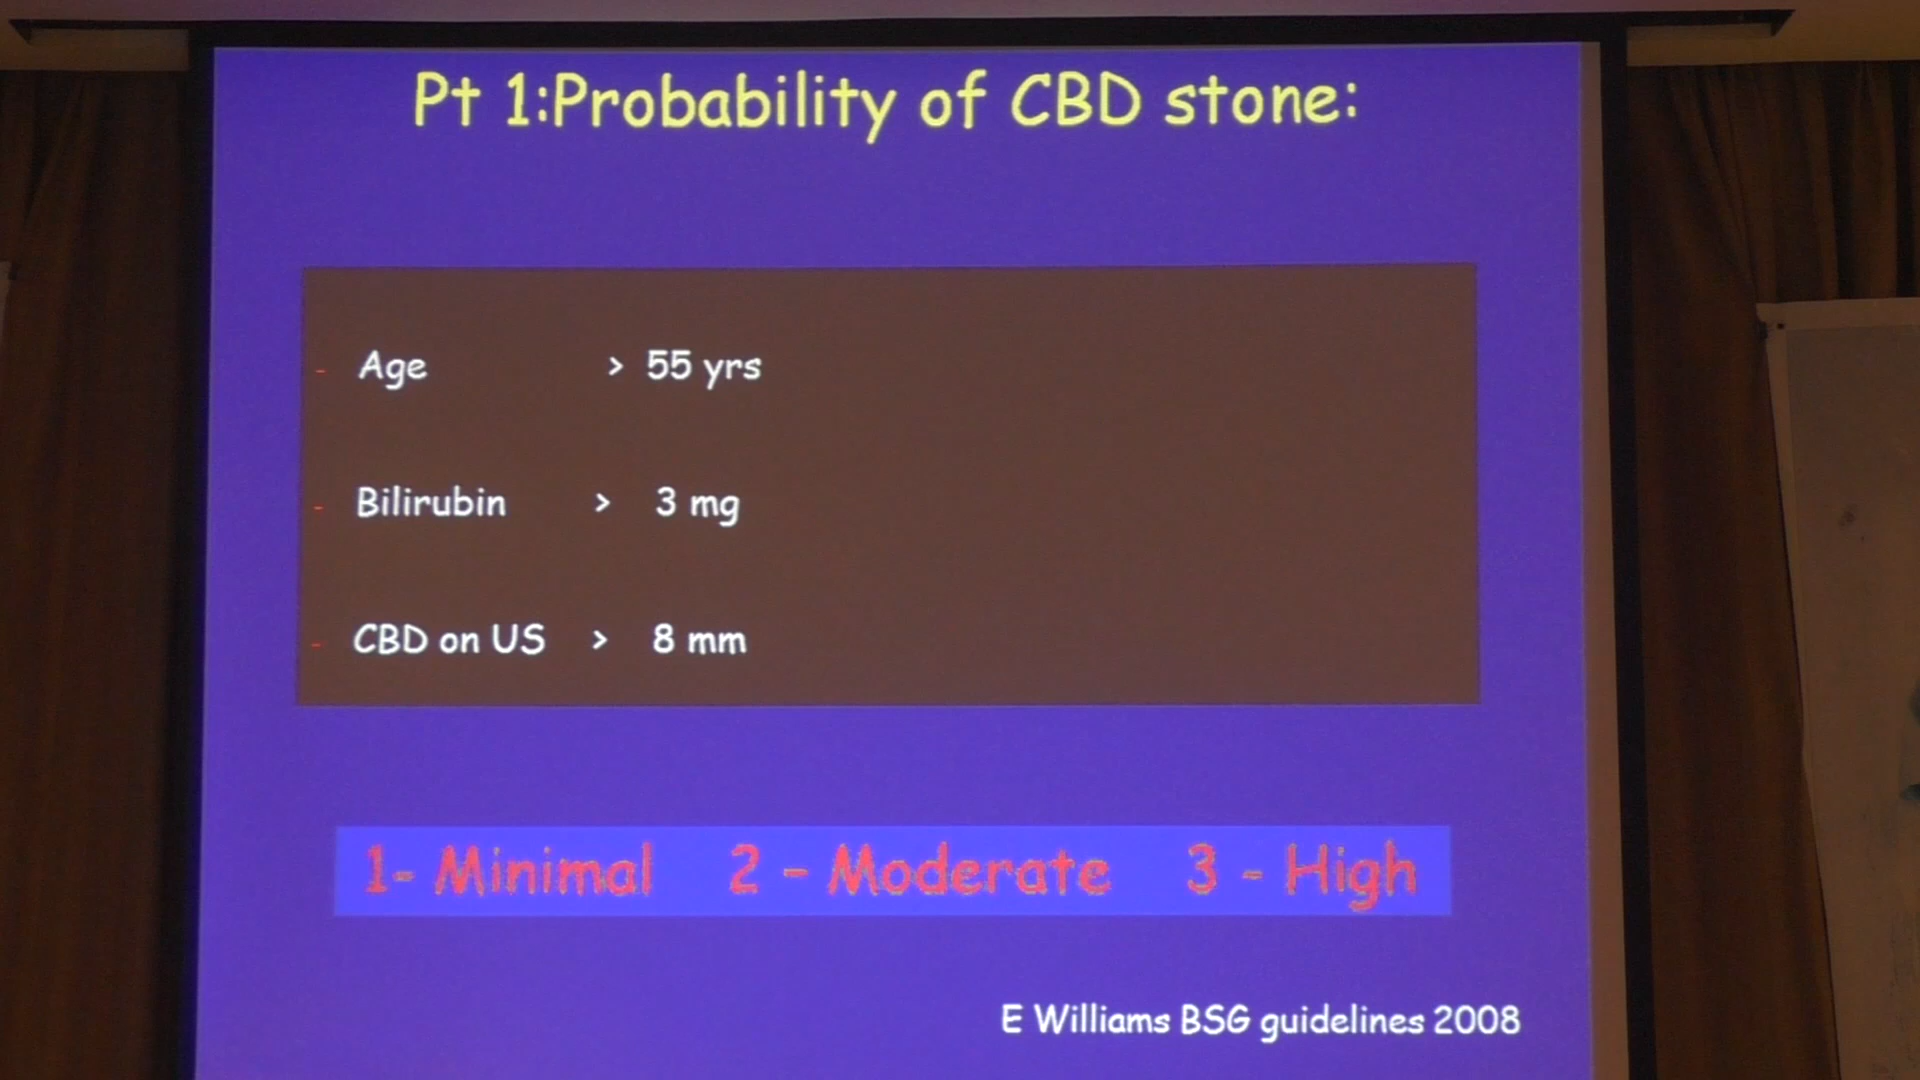 Pt 1:Probability of CBD stone:
- Age > 55 yrs
- Bilirubin > 3 mg
- CBD on US > 8 mm
1- Minimal 2 - Moderate 3 - High
E Williams BSG guidelines 2008